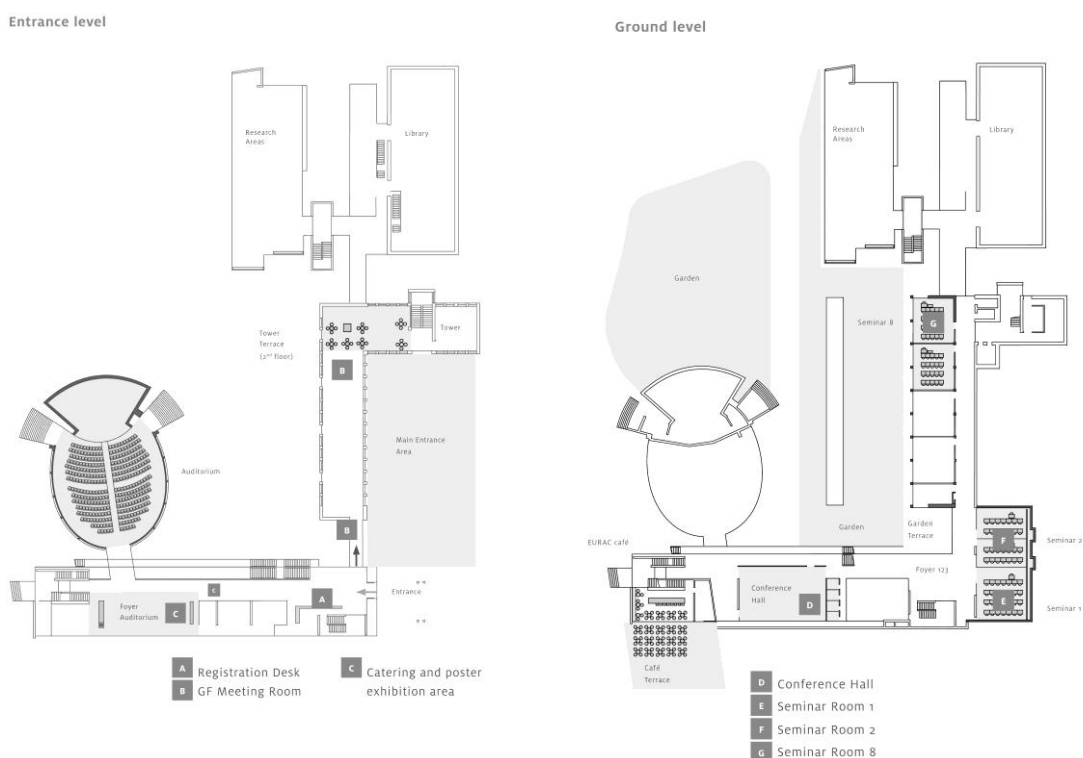 Entrance level
Research
Areas
Library
Tower
Terrace
(2nd floor)
Tower
B
Main Entrance
Area
Auditorium
B
C
A
Entrance
Foyer
Auditorium
C
A Registration Desk
B GF Meeting Room
C Catering and poster
exhibition area
Ground level
Research
Areas
Library
Garden
Seminar 8
G
Garden
Garden
Terrace
EURAC café
Foyer 123
F
Seminar 2
Conference
Hall
D
E
Seminar 1
Café
Terrace
D Conference Hall
E Seminar Room 1
F Seminar Room 2
G Seminar Room 8